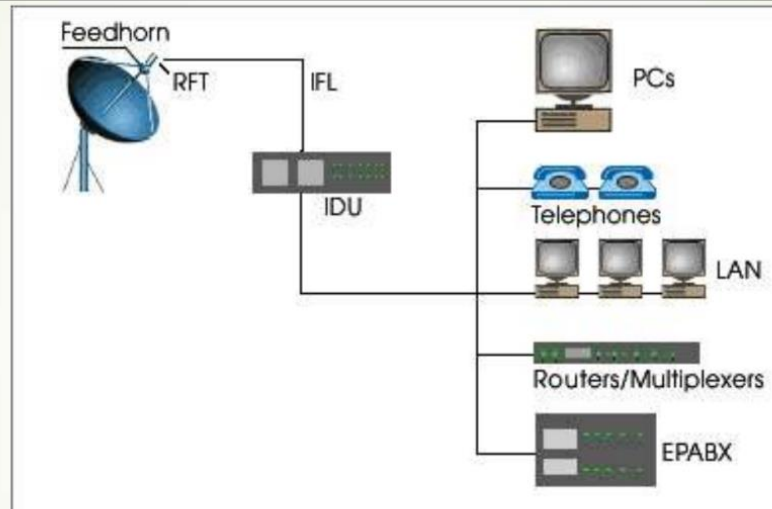 Feedhorn
RFT
IFL
PCs
IDU
Telephones
LAN
Routers/Multiplexers
EPABX